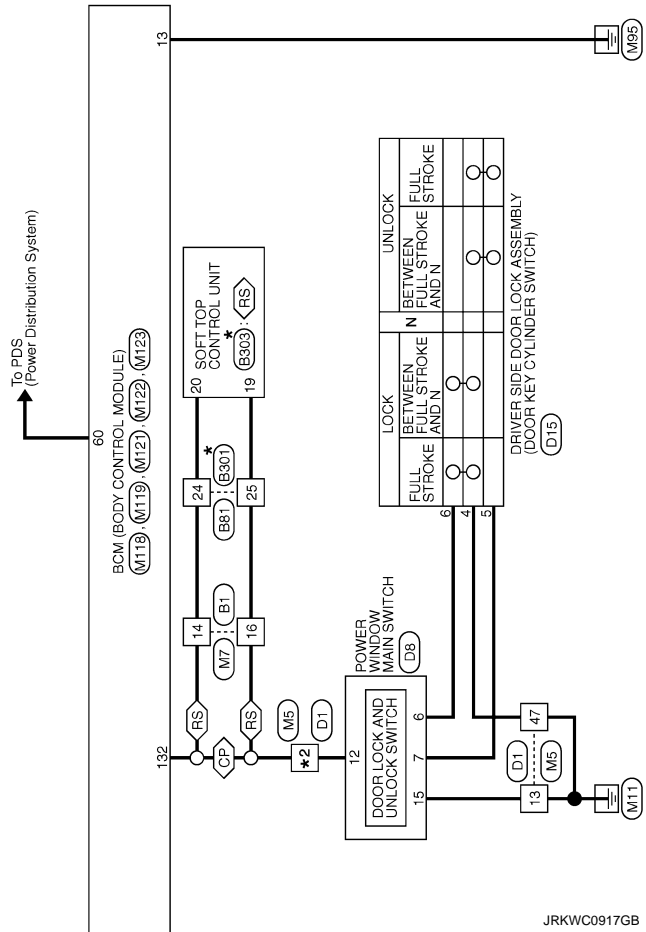 To PDS
(Power Distribution System)
60
BCM (BODY CONTROL MODULE)
M118 , M119 , M121 , M122 , M123
132
13
RS
CP
RS
14
16
M7
B1
24
25
B81
B301
*
20
19
SOFT TOP
CONTROL UNIT
*
B303 : RS
*2
M5
D1
12
POWER
WINDOW
MAIN SWITCH
D8
DOOR LOCK AND
UNLOCK SWITCH
15
7
6
13
47
D1
M5
M11
M95
LOCK
N
UNLOCK
FULL
STROKE
BETWEEN
FULL STROKE
AND N
BETWEEN
FULL STROKE
AND N
FULL
STROKE
6
4
5
DRIVER SIDE DOOR LOCK ASSEMBLY
(DOOR KEY CYLINDER SWITCH)
D15
JRKWC0917GB